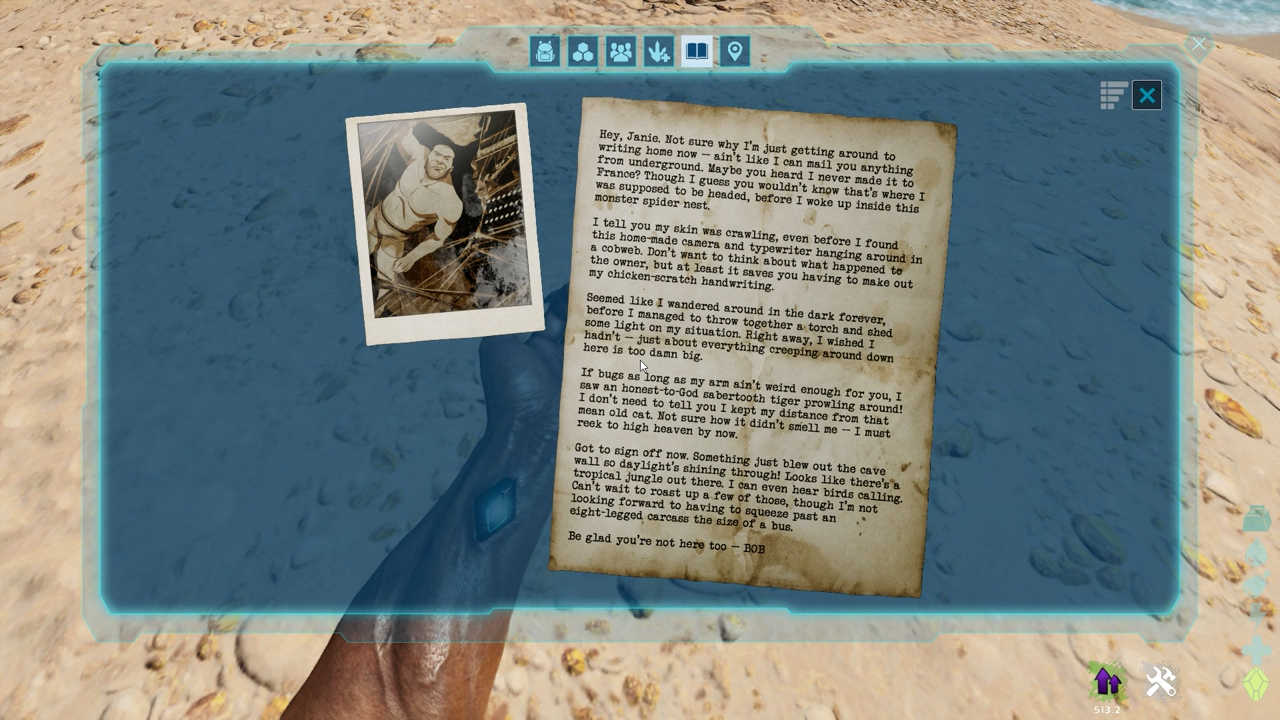 Hey, Janie. Not sure why I'm just getting around to
writing home now — ain't like I can mail you anything
from underground. Maybe you heard I never made it to
France? Though I guess you wouldn't know that's where I
was supposed to be headed, before I woke up inside this
monster spider nest.
I tell you my skin was crawling, even before I found
this home-made camera and typewriter hanging around in
a cobweb. Don't want to think about what happened to
the owner, but at least it saves you having to make out
my chicken-scratch handwriting.
Seemed like I wandered around in the dark forever,
before I managed to throw together a torch and shed
some light on my situation. Right away, I wished I
hadn't — just about everything creeping around down
here is too damn big.
If bugs as long as my arm ain't weird enough for you, I
saw an honest-to-God sabertooth tiger prowling around!
I don't need to tell you I kept my distance from that
mean old cat. Not sure how it didn't smell me — I must
reek to high heaven by now.
Got to sign off now. Something just blew out the cave
wall so daylight's shining through! Looks like there's a
tropical jungle out there. I can even hear birds calling.
Can't wait to roast up a few of those, though I'm not
looking forward to having to squeeze past an
eight-legged carcass the size of a bus.
Be glad you're not here too — BOB
513.2